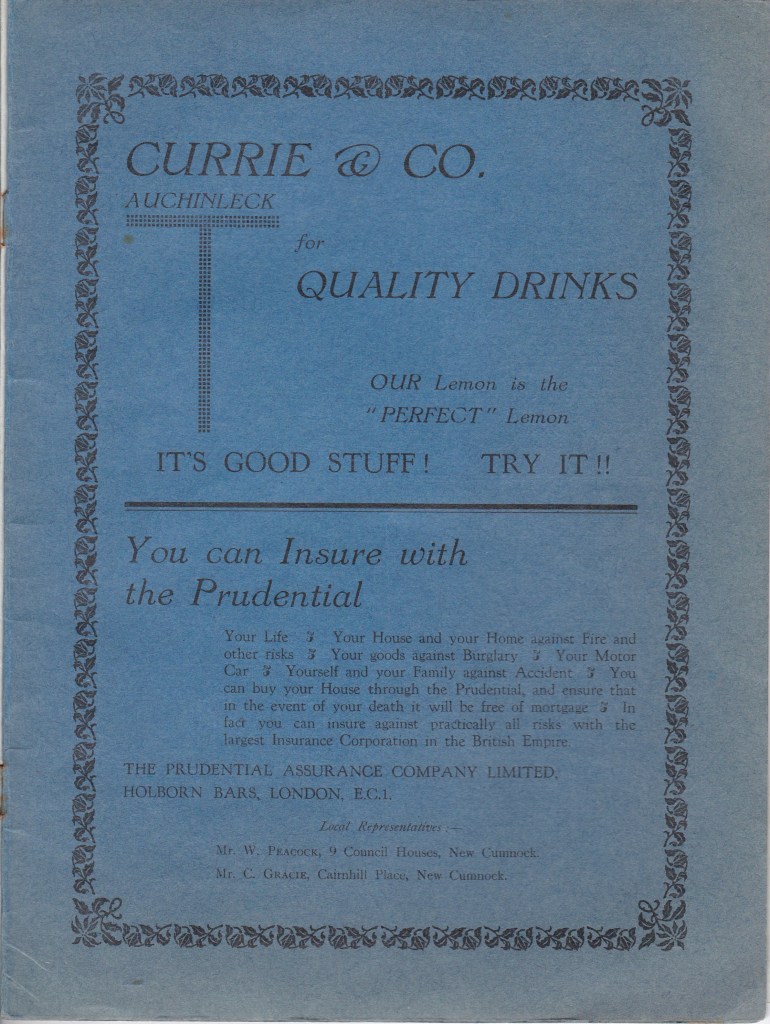 CURRIE & CO.
AUCHINLECK
for
QUALITY DRINKS
OUR Lemon is the
"PERFECT" Lemon
IT'S GOOD STUFF! TRY IT!!
You can Insure with
the Prudential
Your Life Your House and your Home against Fire and
other risks Your goods against Burglary Your Motor
Car Yourself and your Family against Accident You
can buy your House through the Prudential, and ensure that
in the event of your death it will be free of mortgage In
fact you can insure against practically all risks with the
largest Insurance Corporation in the British Empire.
THE PRUDENTIAL ASSURANCE COMPANY LIMITED,
HOLBORN BARS, LONDON, E.C.1.
Local Representatives :—
Mr. W. PEACOCK, 9 Council Houses, New Cumnock.
Mr. C. GRACIE, Cairnhill Place, New Cumnock.